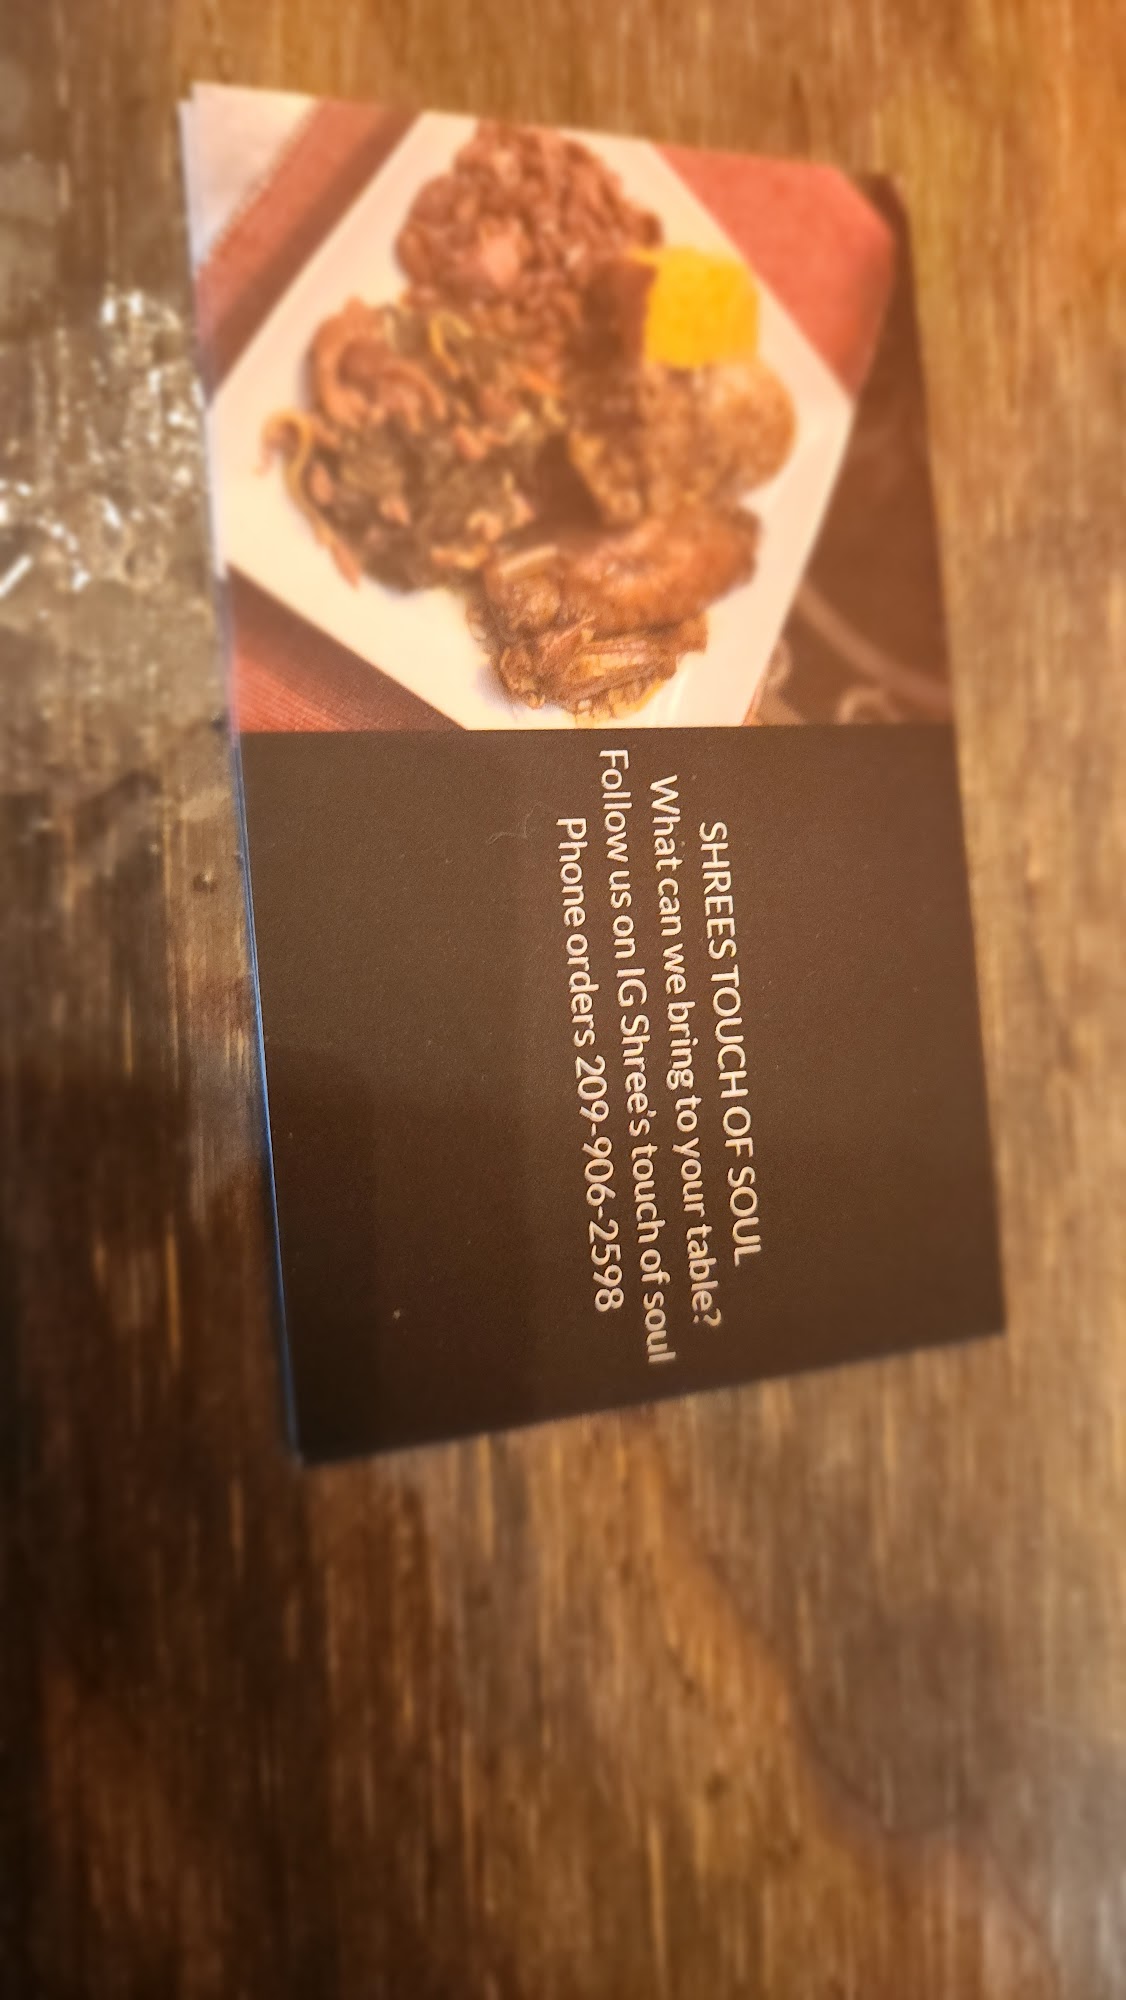 SHREES TOUCH OF SOUL
What can we bring to your table?
Follow us on IG Shree's touch of soul
Phone orders 209-906-2598